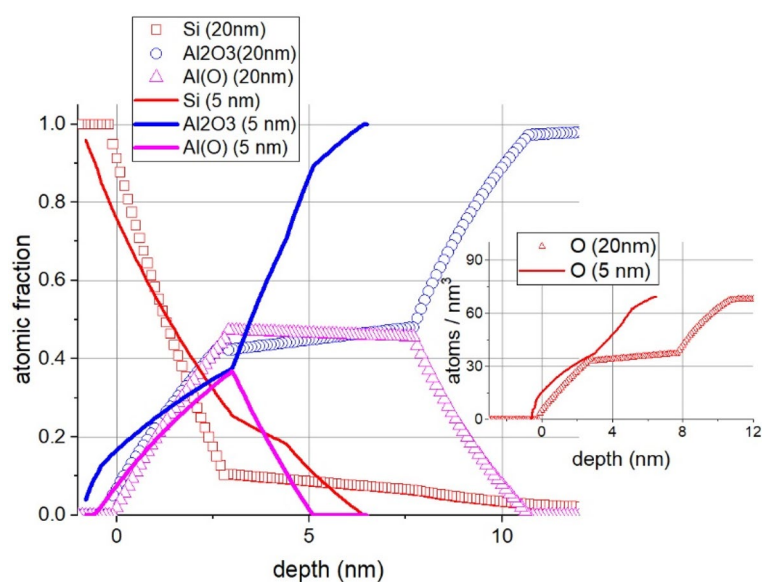 Si (20nm)
Al2O3(20nm)
Al(O) (20nm)
Si (5 nm)
Al2O3 (5 nm)
Al(O) (5 nm)
1.0
0.8
0.6
0.4
0.2
0.0
atomic fraction
0
5
10
depth (nm)
O (20nm)
O (5 nm)
90
60
30
0
atoms / nm³
0
4
8
12
depth (nm)